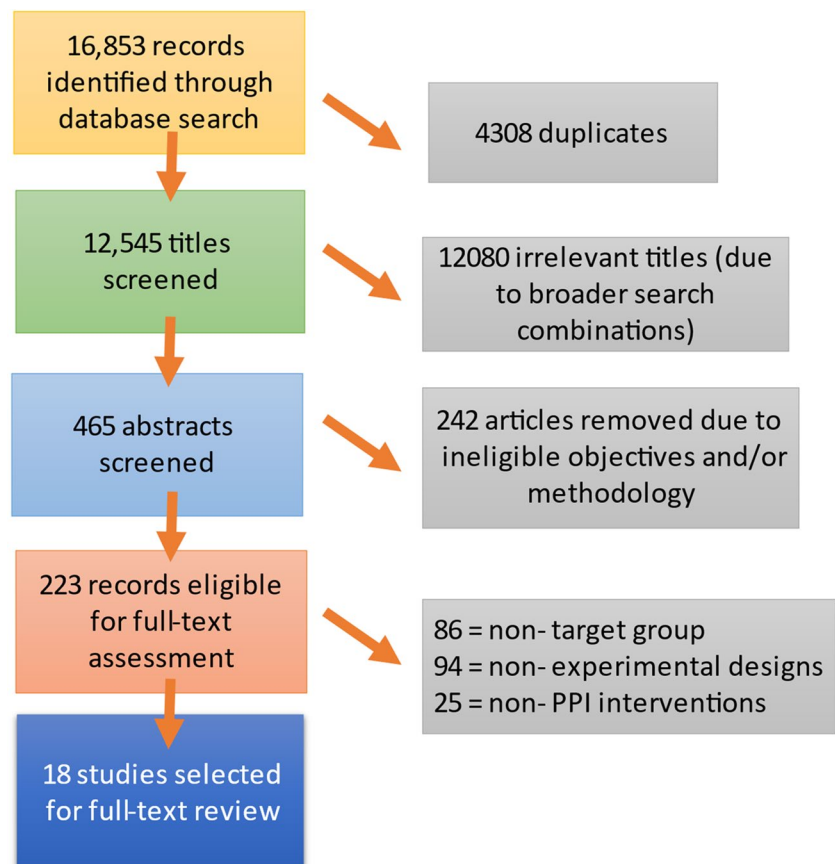 16,853 records
identified through
database search
4308 duplicates
12,545 titles
screened
12080 irrelevant titles (due
to broader search
combinations)
465 abstracts
screened
242 articles removed due to
ineligible objectives and/or
methodology
223 records eligible
for full-text
assessment
86 = non- target group
94 = non- experimental designs
25 = non- PPI interventions
18 studies selected
for full-text review